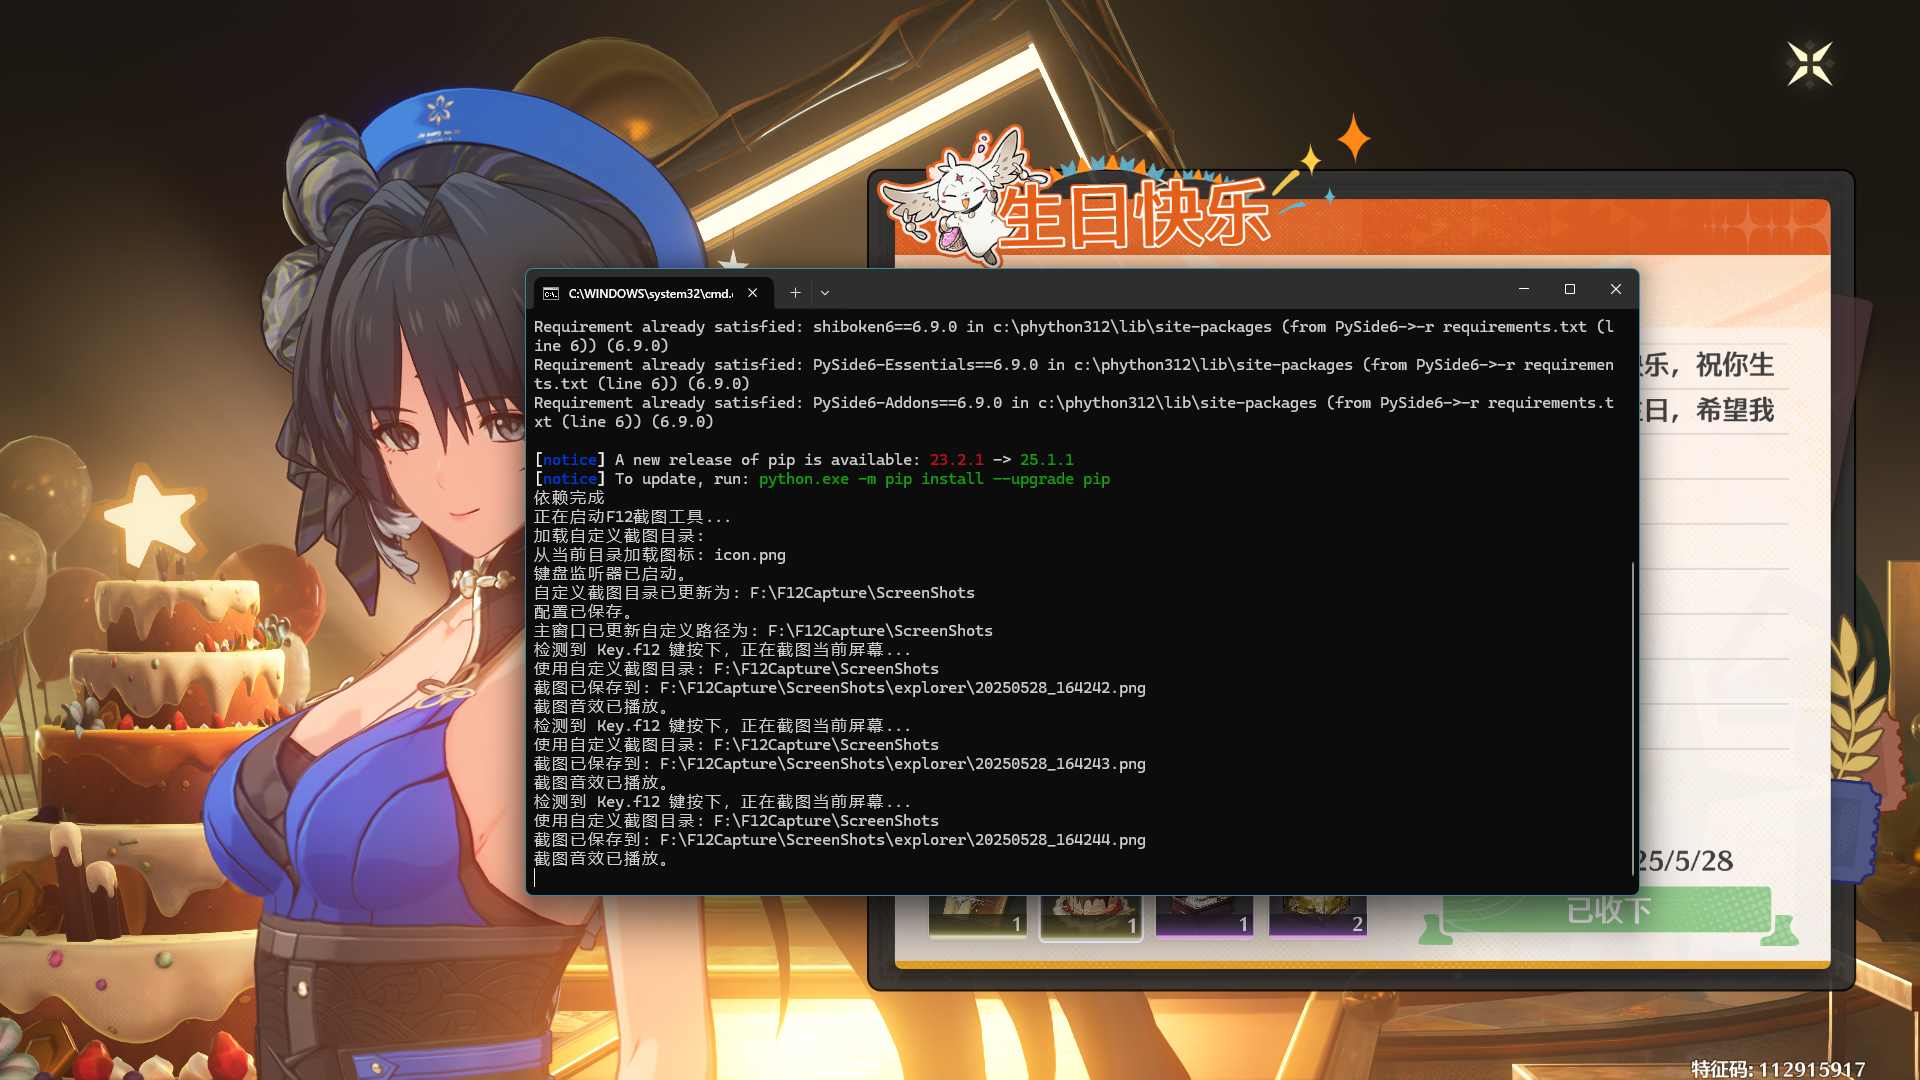 生日快乐
C:\WINDOWS\system32\cmd.
Requirement already satisfied: shiboken6==6.9.0 in c:\phython312\lib\site-packages (from PySide6->-r requirements.txt (l
ine 6)) (6.9.0)
Requirement already satisfied: PySide6-Essentials==6.9.0 in c:\phython312\lib\site-packages (from PySide6->-r requiremen
ts.txt (line 6)) (6.9.0)
Requirement already satisfied: PySide6-Addons==6.9.0 in c:\phython312\lib\site-packages (from PySide6->-r requirements.t
xt (line 6)) (6.9.0)
[notice] A new release of pip is available: 23.2.1 -> 25.1.1
[notice] To update, run: python.exe -m pip install --upgrade pip
依赖完成
正在启动F12截图工具...
加载自定义截图目录:
从当前目录加载图标: icon.png
键盘监听器已启动。
自定义截图目录已更新为: F:\F12Capture\ScreenShots
配置已保存。
主窗口已更新自定义路径为: F:\F12Capture\ScreenShots
检测到 Key.f12 键按下, 正在截图当前屏幕...
使用自定义截图目录: F:\F12Capture\ScreenShots
截图已保存到: F:\F12Capture\ScreenShots\explorer\20250528_164242.png
截图音效已播放。
检测到 Key.f12 键按下, 正在截图当前屏幕...
使用自定义截图目录: F:\F12Capture\ScreenShots
截图已保存到: F:\F12Capture\ScreenShots\explorer\20250528_164243.png
截图音效已播放。
检测到 Key.f12 键按下, 正在截图当前屏幕...
使用自定义截图目录: F:\F12Capture\ScreenShots
截图已保存到: F:\F12Capture\ScreenShots\explorer\20250528_164244.png
截图音效已播放。
乐，祝你生
日，希望我
25/5/28
1
1
1
2
已收下
特征码: 112915917